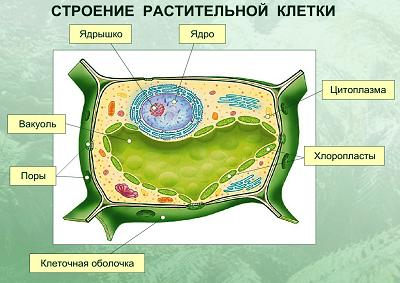 СТРОЕНИЕ РАСТИТЕЛЬНОЙ КЛЕТКИ
Ядрышко
Ядро
Цитоплазма
Вакуоль
Хлоропласты
Поры
Клеточная оболочка